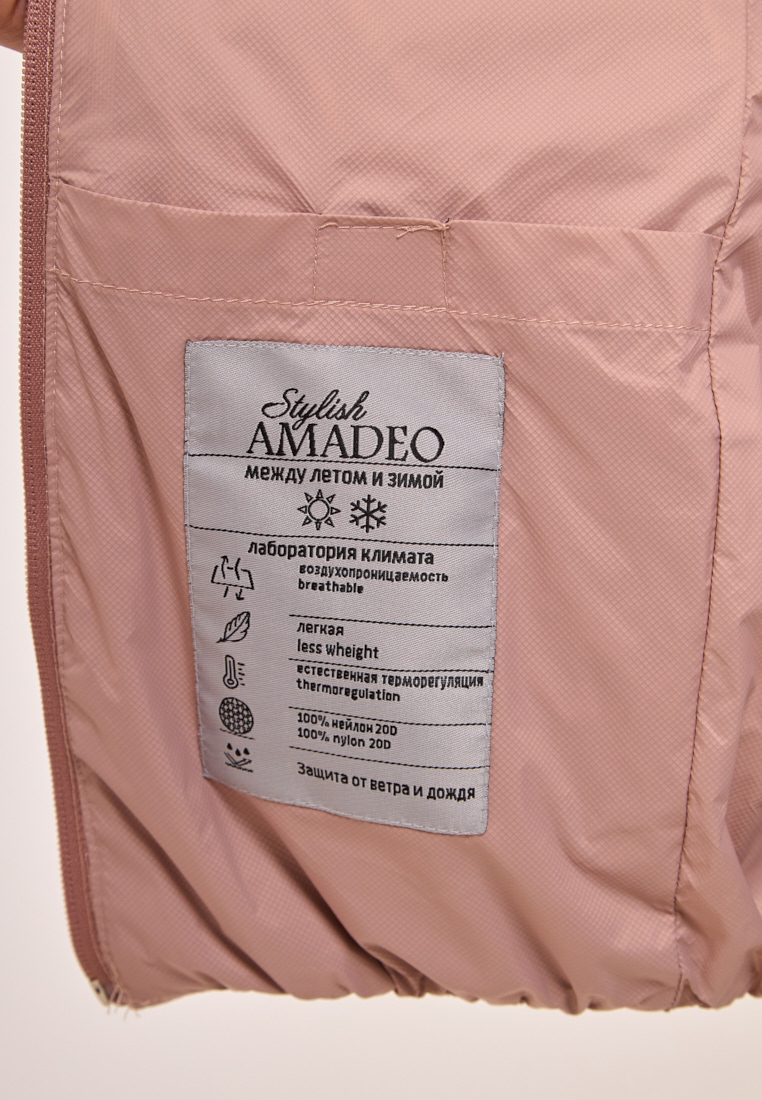 Stylish
AMADEO
между летом и зимой
лаборатория климата
воздухопроницаемость
breathable
легкая
less wheight
естественная терморегуляция
thermoregulation
100% нейлон 20D
100% nylon 20D
Защита от ветра и дождя